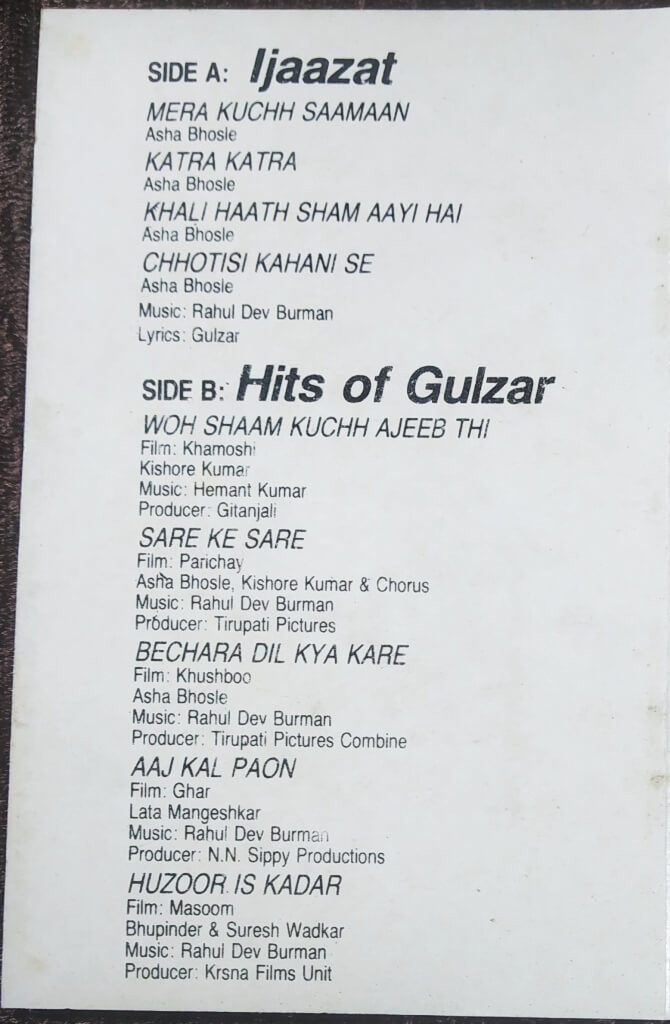 SIDE A: Ijaazat
MERA KUCHH SAAMAAN
Asha Bhosle
KATRA KATRA
Asha Bhosle
KHALI HAATH SHAM AAYI HAI
Asha Bhosle
CHHOTISI KAHANI SE
Asha Bhosle
Music: Rahul Dev Burman
Lyrics: Gulzar
SIDE B: Hits of Gulzar
WOH SHAAM KUCHH AJEEB THI
Film: Khamoshi
Kishore Kumar
Music: Hemant Kumar
Producer: Gitanjali
SARE KE SARE
Film: Parichay
Asha Bhosle, Kishore Kumar & Chorus
Music: Rahul Dev Burman
Producer: Tirupati Pictures
BECHARA DIL KYA KARE
Film: Khushboo
Asha Bhosle
Music: Rahul Dev Burman
Producer: Tirupati Pictures Combine
AAJ KAL PAON
Film: Ghar
Lata Mangeshkar
Music: Rahul Dev Burman
Producer: N.N. Sippy Productions
HUZOOR IS KADAR
Film: Masoom
Bhupinder & Suresh Wadkar
Music: Rahul Dev Burman
Producer: Krsna Films Unit